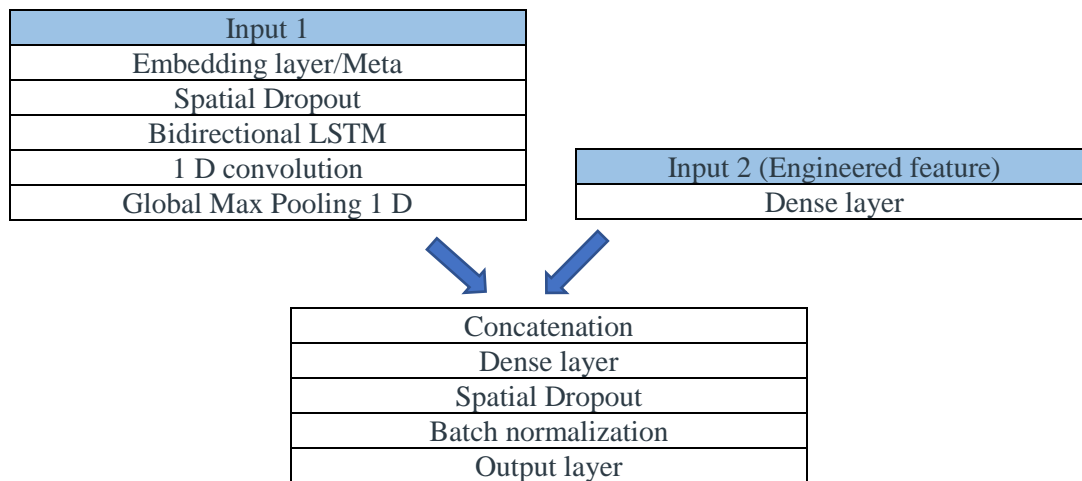 Input 1
Embedding layer/Meta
Spatial Dropout
Bidirectional LSTM
1 D convolution
Global Max Pooling 1 D
Input 2 (Engineered feature)
Dense layer
Concatenation
Dense layer
Spatial Dropout
Batch normalization
Output layer